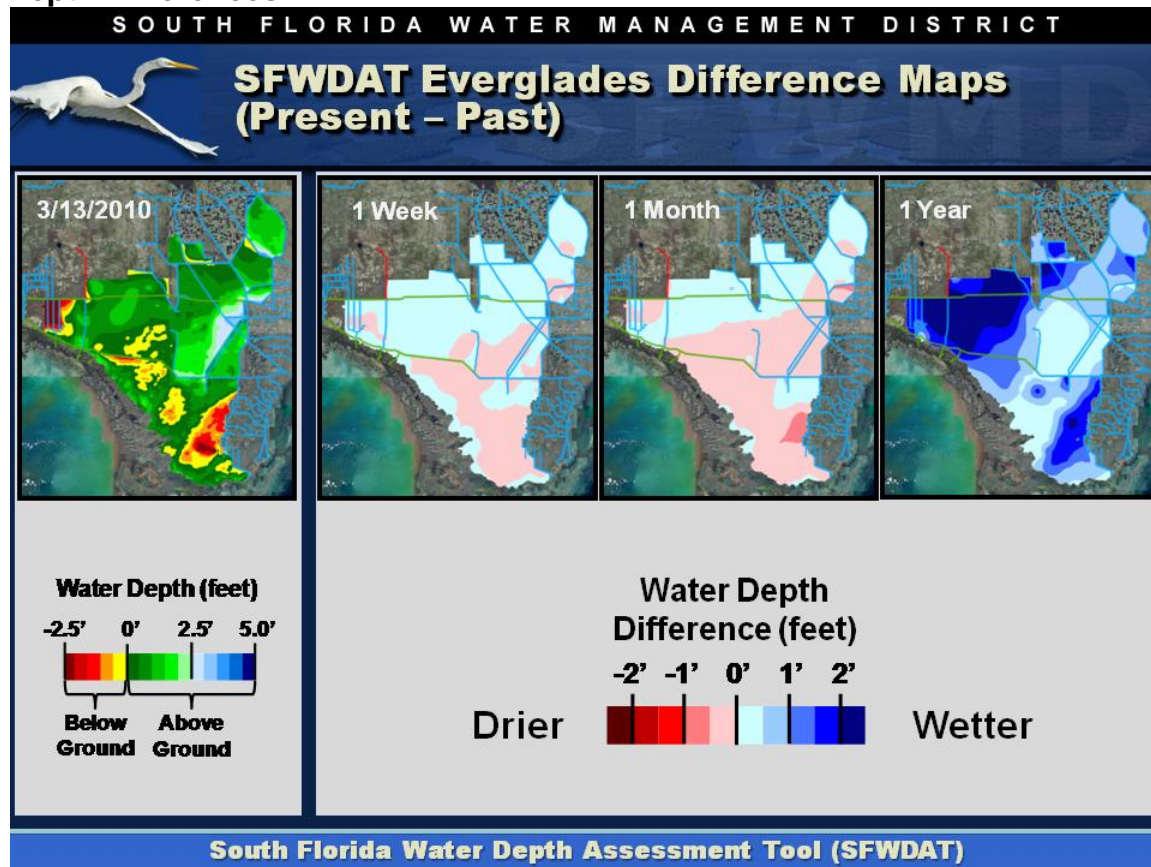 SOUTH FLORIDA WATER MANAGEMENT DISTRICT
SFWDAT Everglades Difference Maps
(Present – Past)
3/13/2010
1 Week
1 Month
1 Year
Water Depth (feet)
-2.5' 0' 2.5' 5.0'
Below
Ground
Above
Ground
Water Depth
Difference (feet)
-2' -1' 0' 1' 2'
Drier
Wetter
South Florida Water Depth Assessment Tool (SFWDAT)